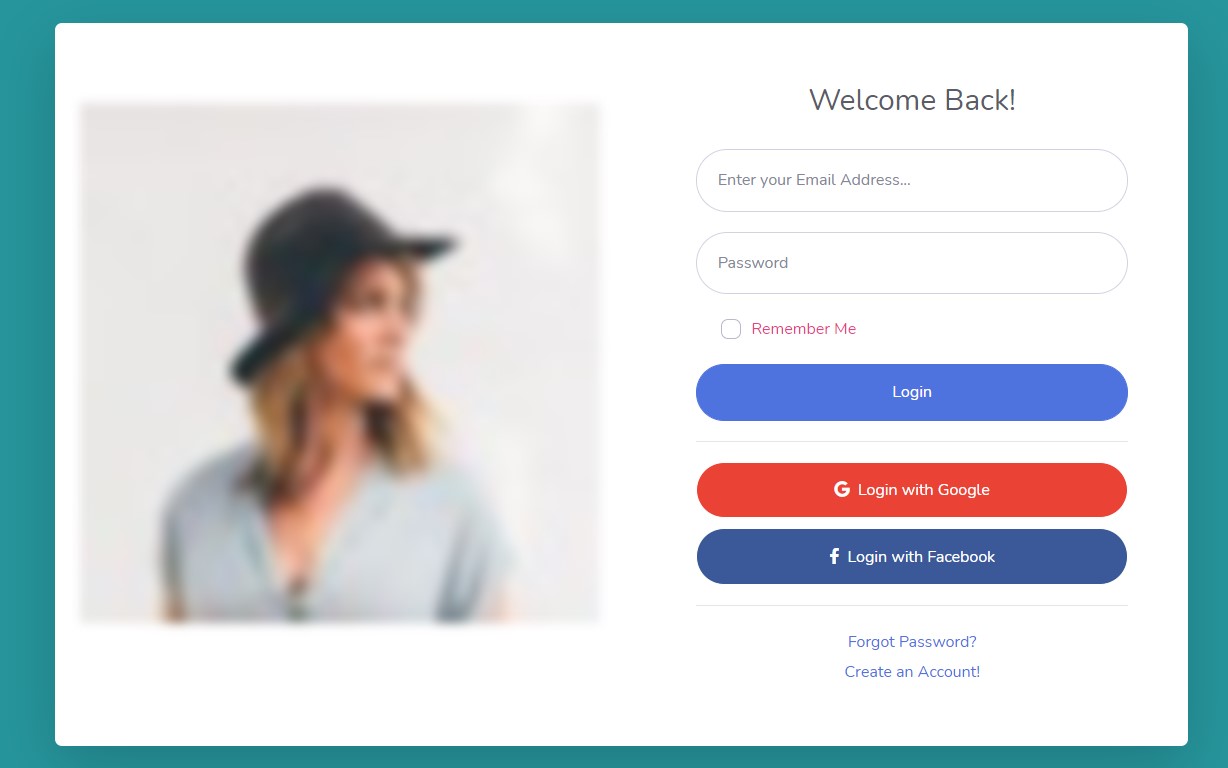 Welcome Back!
Enter your Email Address...
Password
Remember Me
Login
Login with Google
Login with Facebook
Forgot Password?
Create an Account!